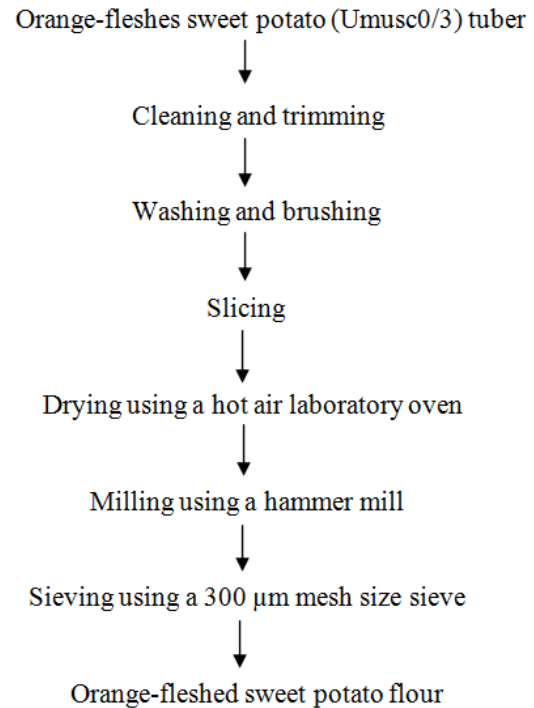 Orange-fleshes sweet potato (Umusc0/3) tuber
Cleaning and trimming
Washing and brushing
Slicing
Drying using a hot air laboratory oven
Milling using a hammer mill
Sieving using a 300 µm mesh size sieve
Orange-fleshed sweet potato flour